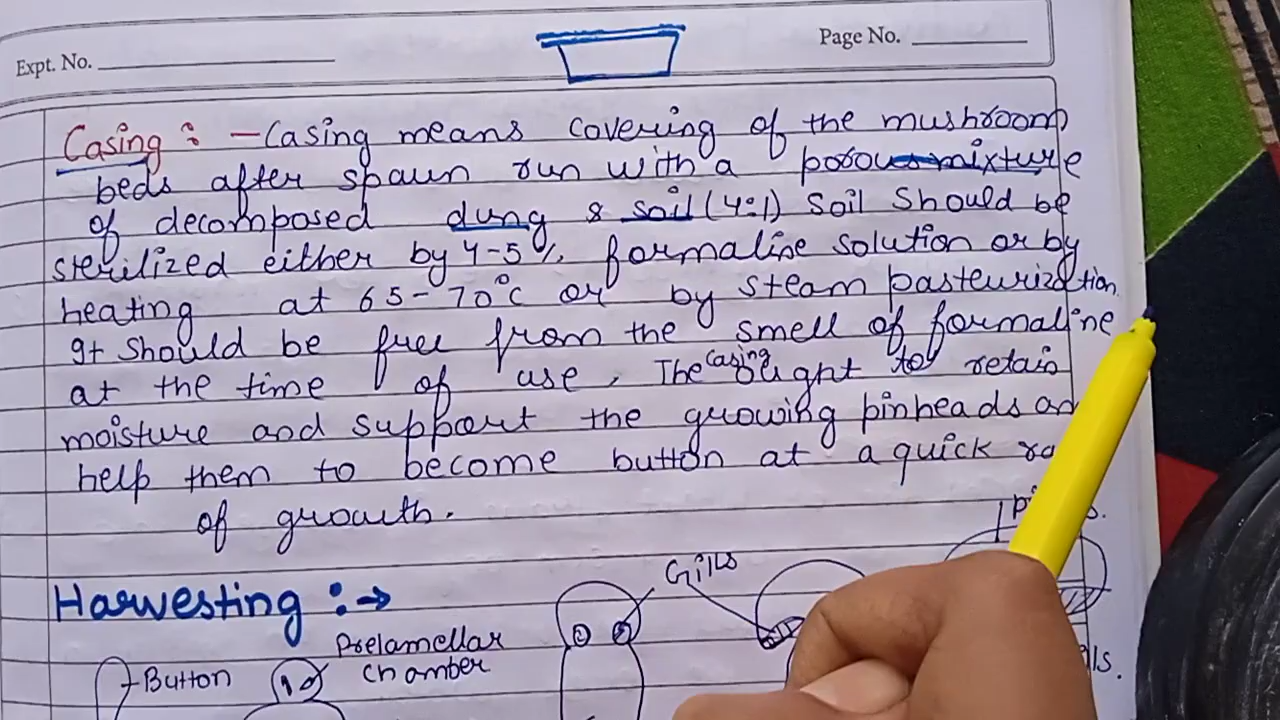 Expt. No.
Page No.
Casing : - Casing means covering of the mushroom
beds after spawn run with a porous mixture
of decomposed dung & soil (4:1) Soil should be
sterilized either by 4-5% formaline solution or by
heating at 65-70°C or by steam pasteurization.
It should be free from the smell of formaline
at the time of use, The casing ought to retain
moisture and support the growing pinheads
help them to become button at a quick
of growth.
Harvesting :→
Gills
Prelamellar
chamber
Button